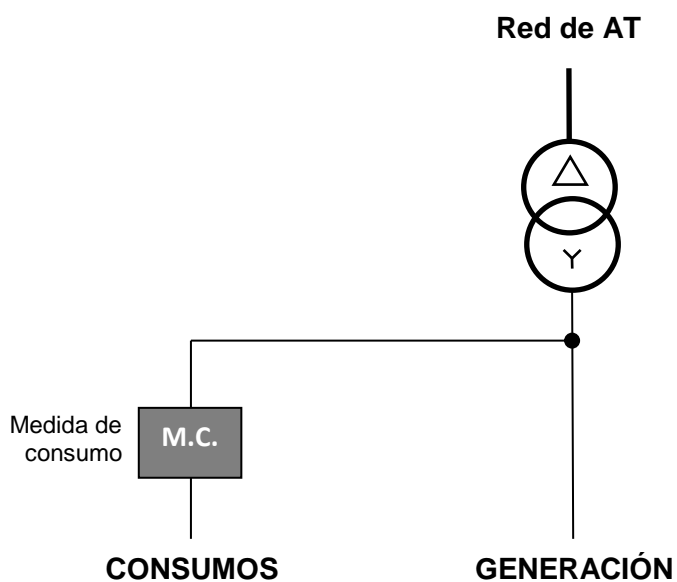 Red de AT
Medida de
consumo
M.C.
CONSUMOS
GENERACIÓN